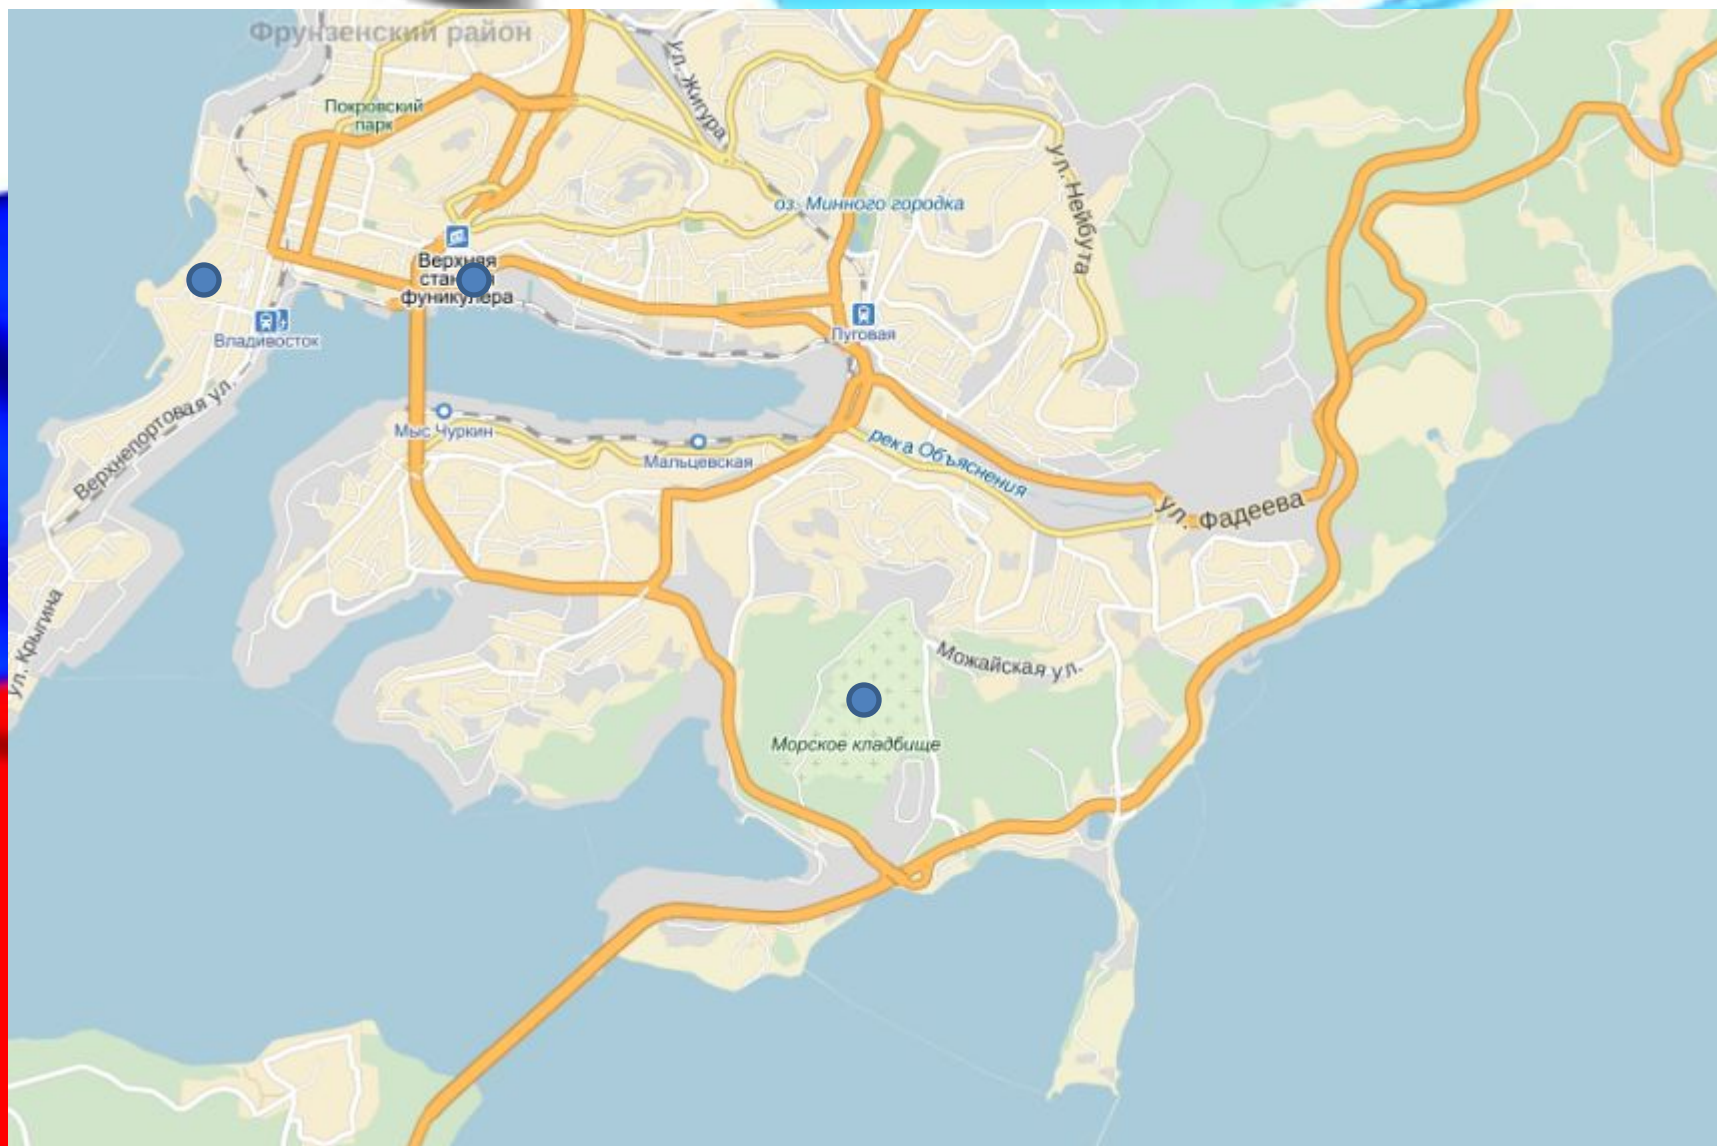 Фрунзенский район
ул. Жигура
Покровский
парк
ул. Нейбута
оз. Минного городка
Верхняя
станция
фуникулёра
Луговая
Владивосток
Верхнепортовая ул.
Мыс Чуркин
Мальцевская
река Объяснения
ул. Фадеева
ул. Крыгина
Можайская ул.
Морское кладбище